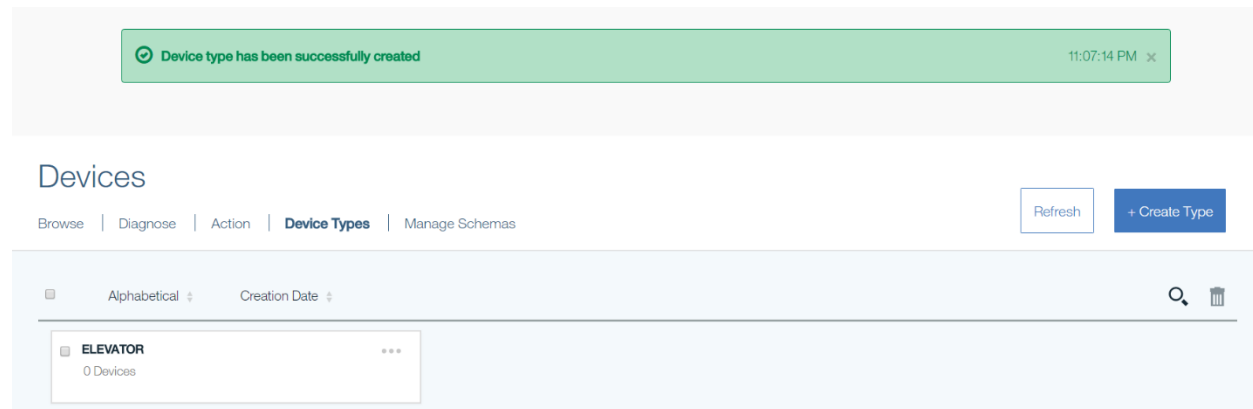 Device type has been successfully created 11:07:14 PM ×
Devices
Browse | Diagnose | Action | Device Types | Manage Schemas
Refresh
+ Create Type
Alphabetical Creation Date
ELEVATOR
0 Devices